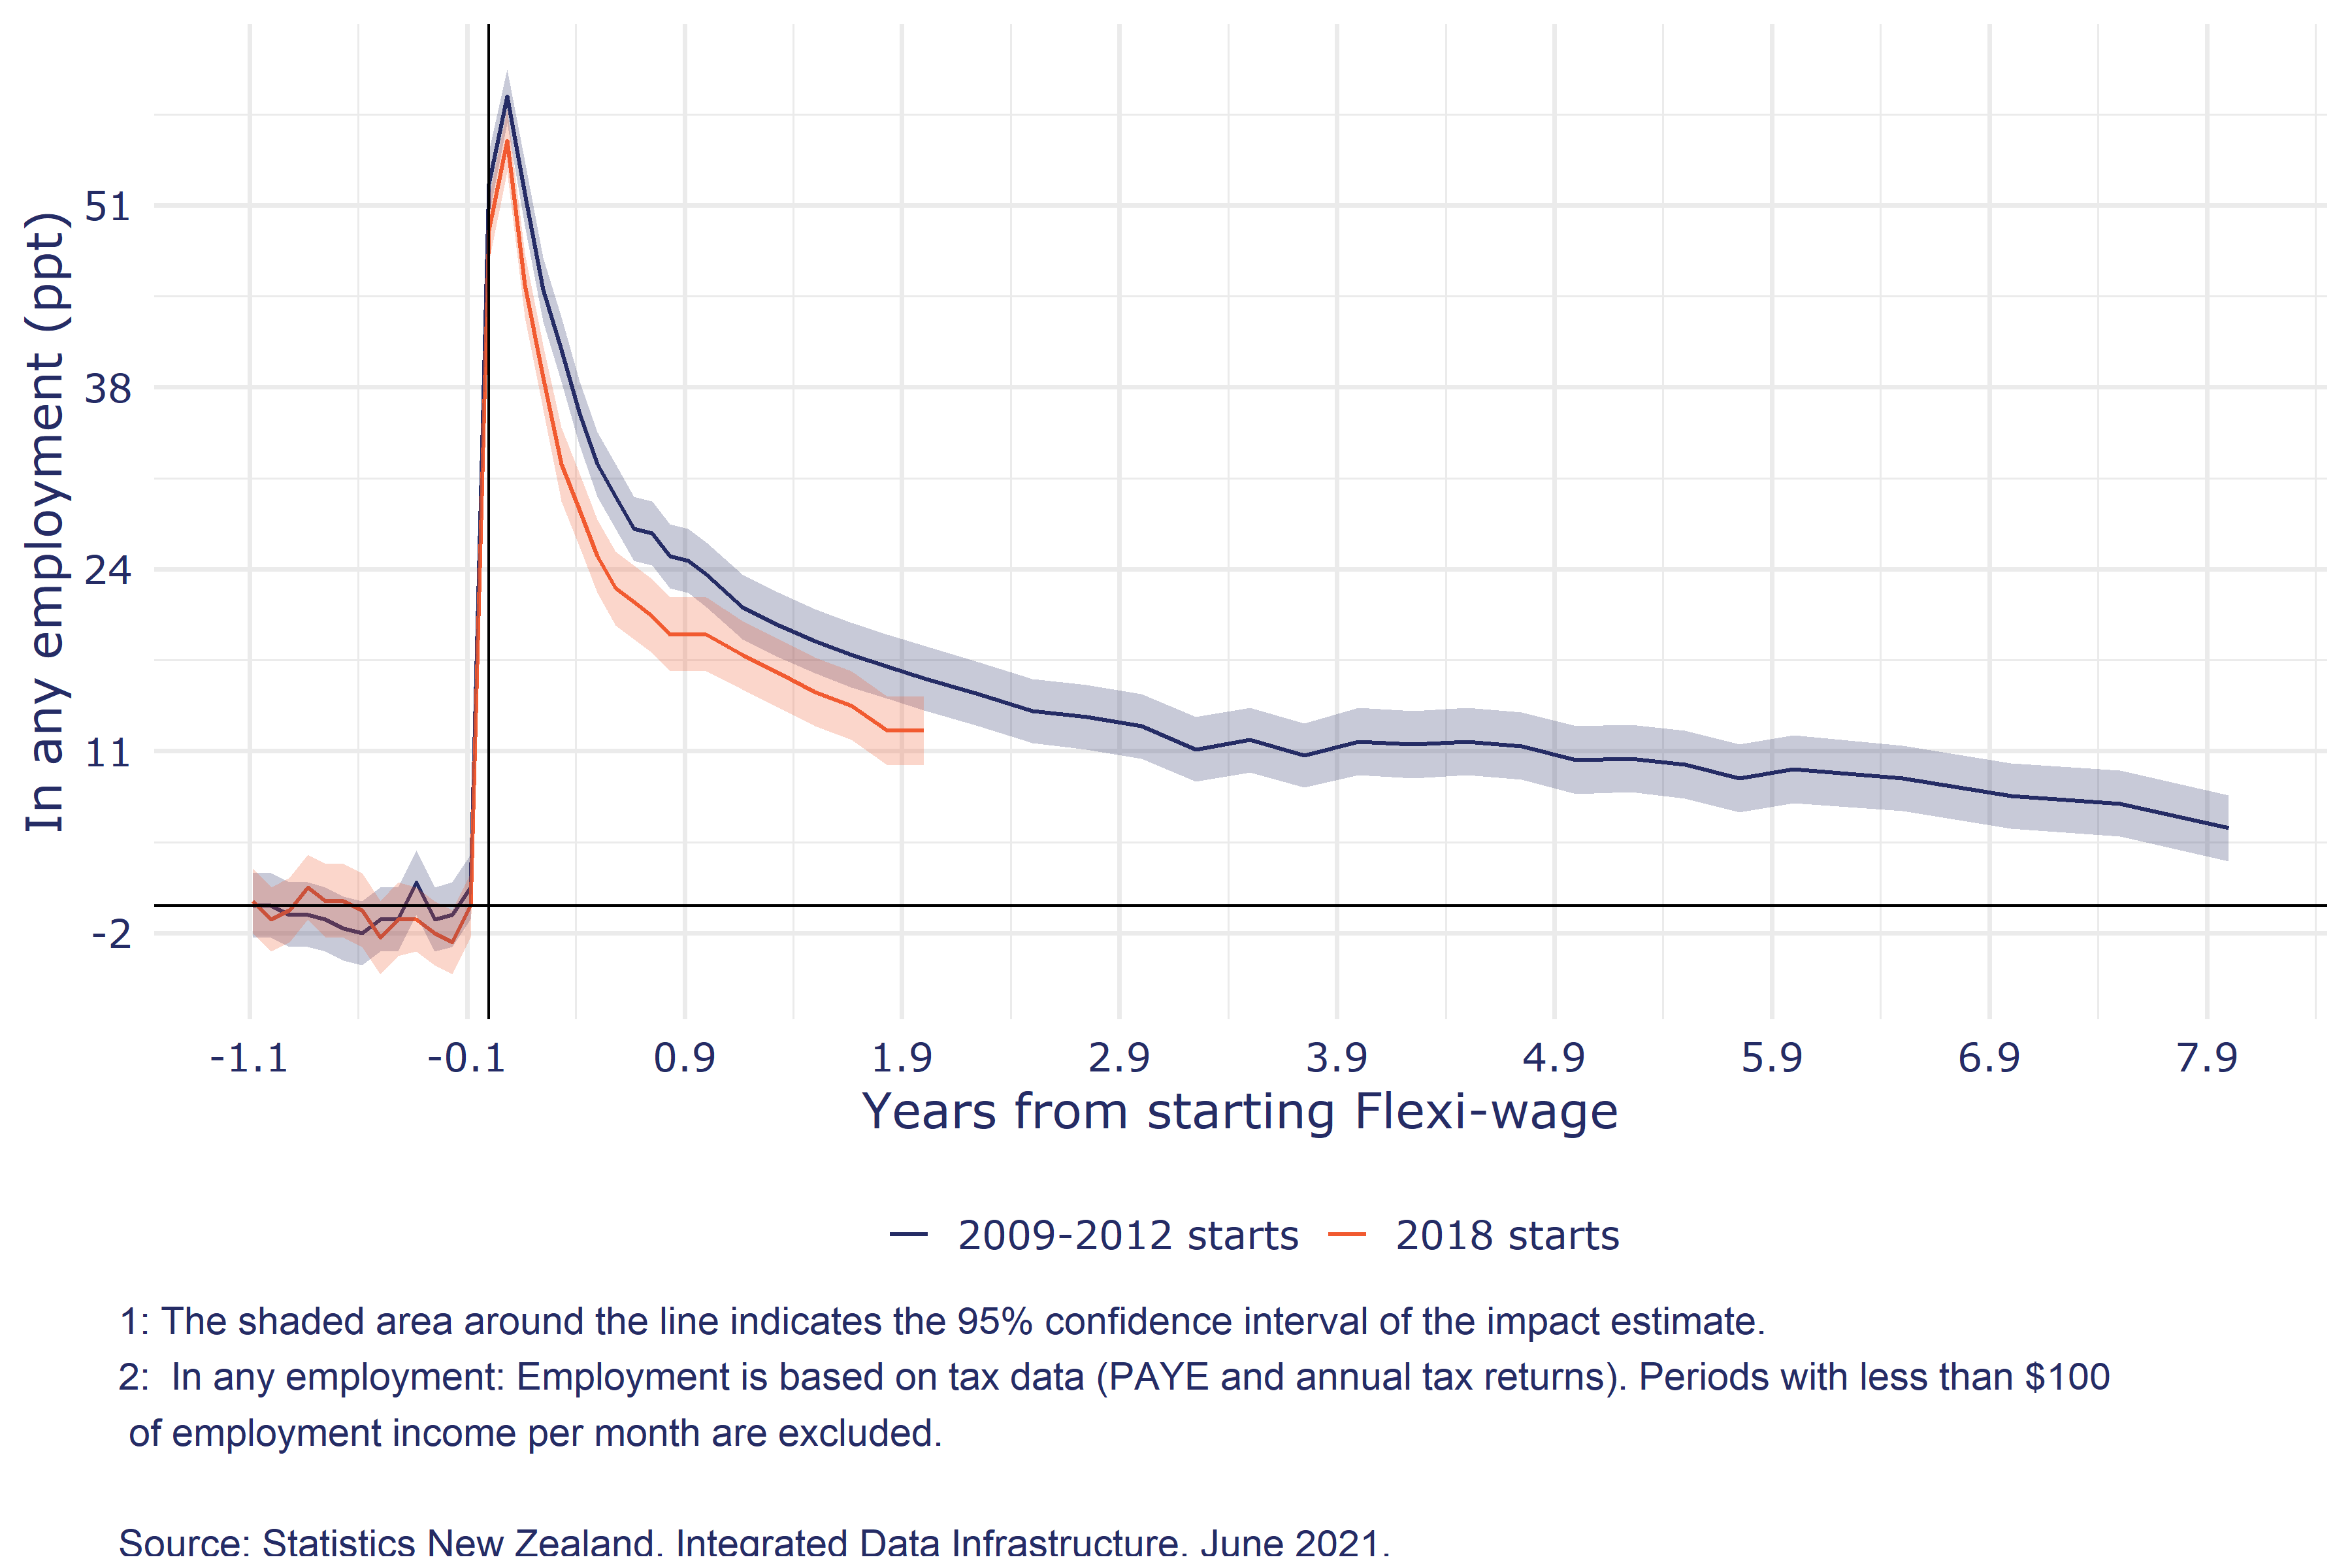 In any employment (ppt)
51
38
24
11
-2
-1.1
-0.1
0.9
1.9
2.9
3.9
4.9
5.9
6.9
7.9
Years from starting Flexi-wage
2009-2012 starts
2018 starts
1: The shaded area around the line indicates the 95% confidence interval of the impact estimate.
2:  In any employment: Employment is based on tax data (PAYE and annual tax returns). Periods with less than $100
of employment income per month are excluded.
Source: Statistics New Zealand, Integrated Data Infrastructure, June 2021.